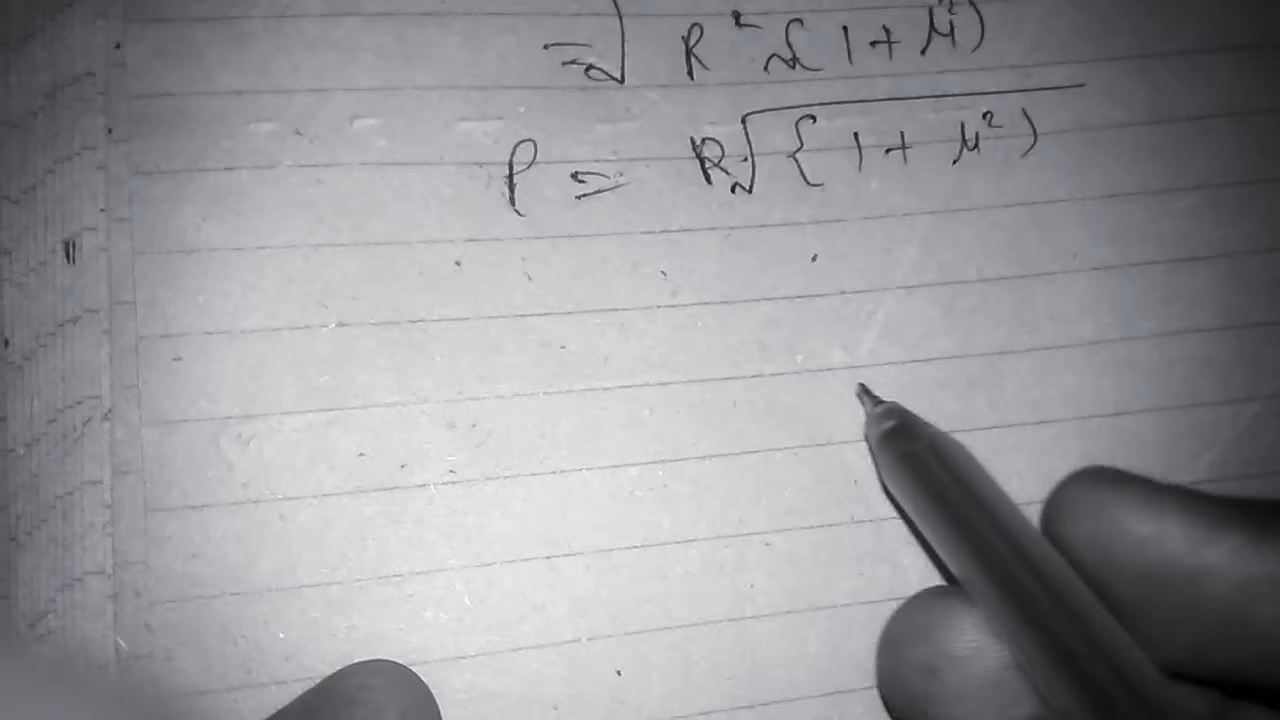 =√ R² {(1+μ²)
P = R√{1+μ²)